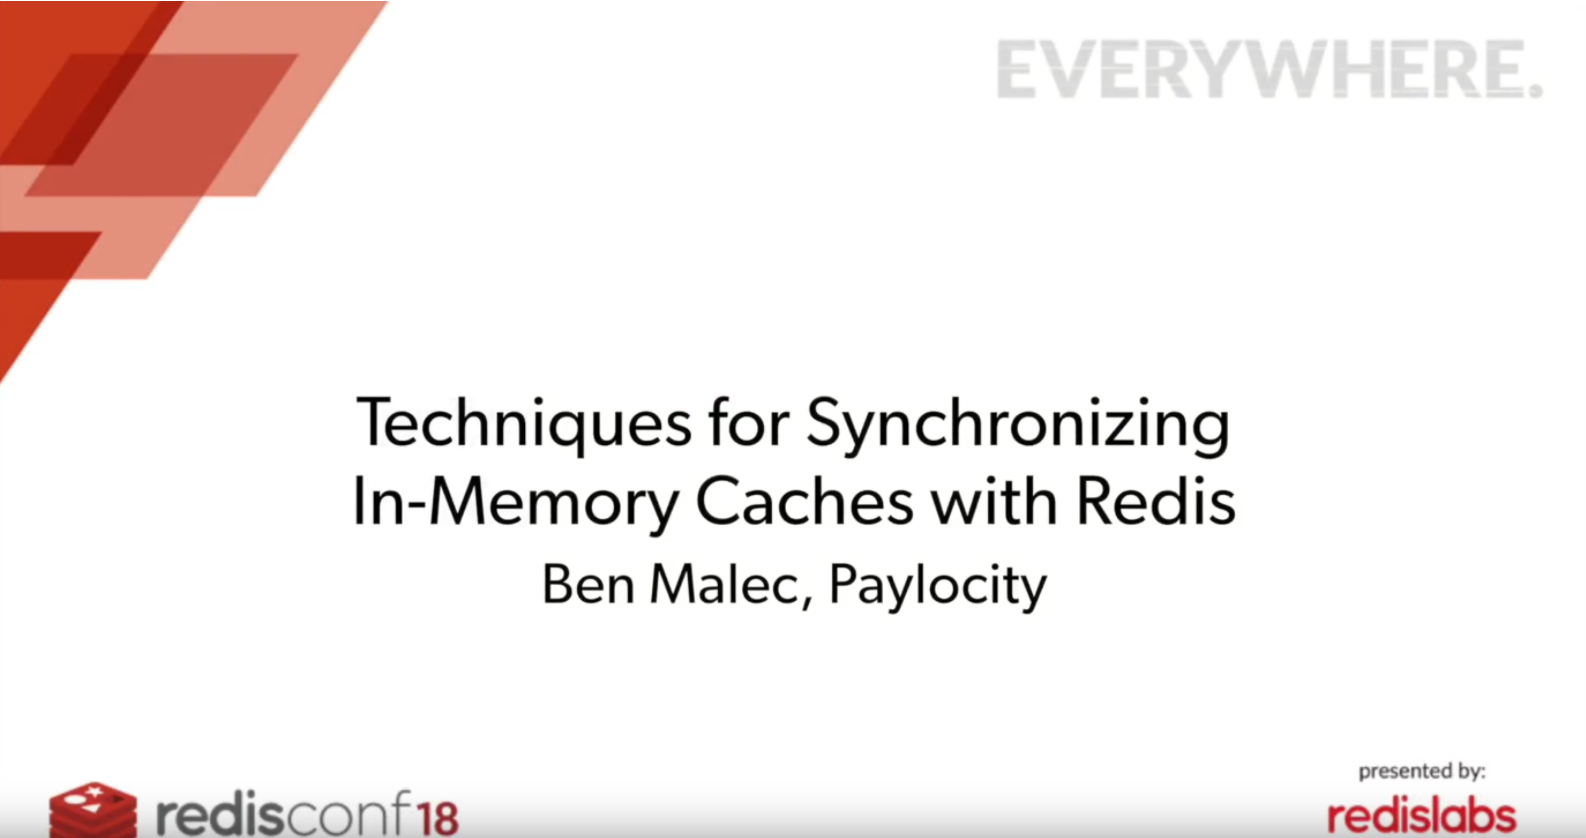 EVERYWHERE.
Techniques for Synchronizing
In-Memory Caches with Redis
Ben Malec, Paylocity
presented by:
redisconf18
redislabs